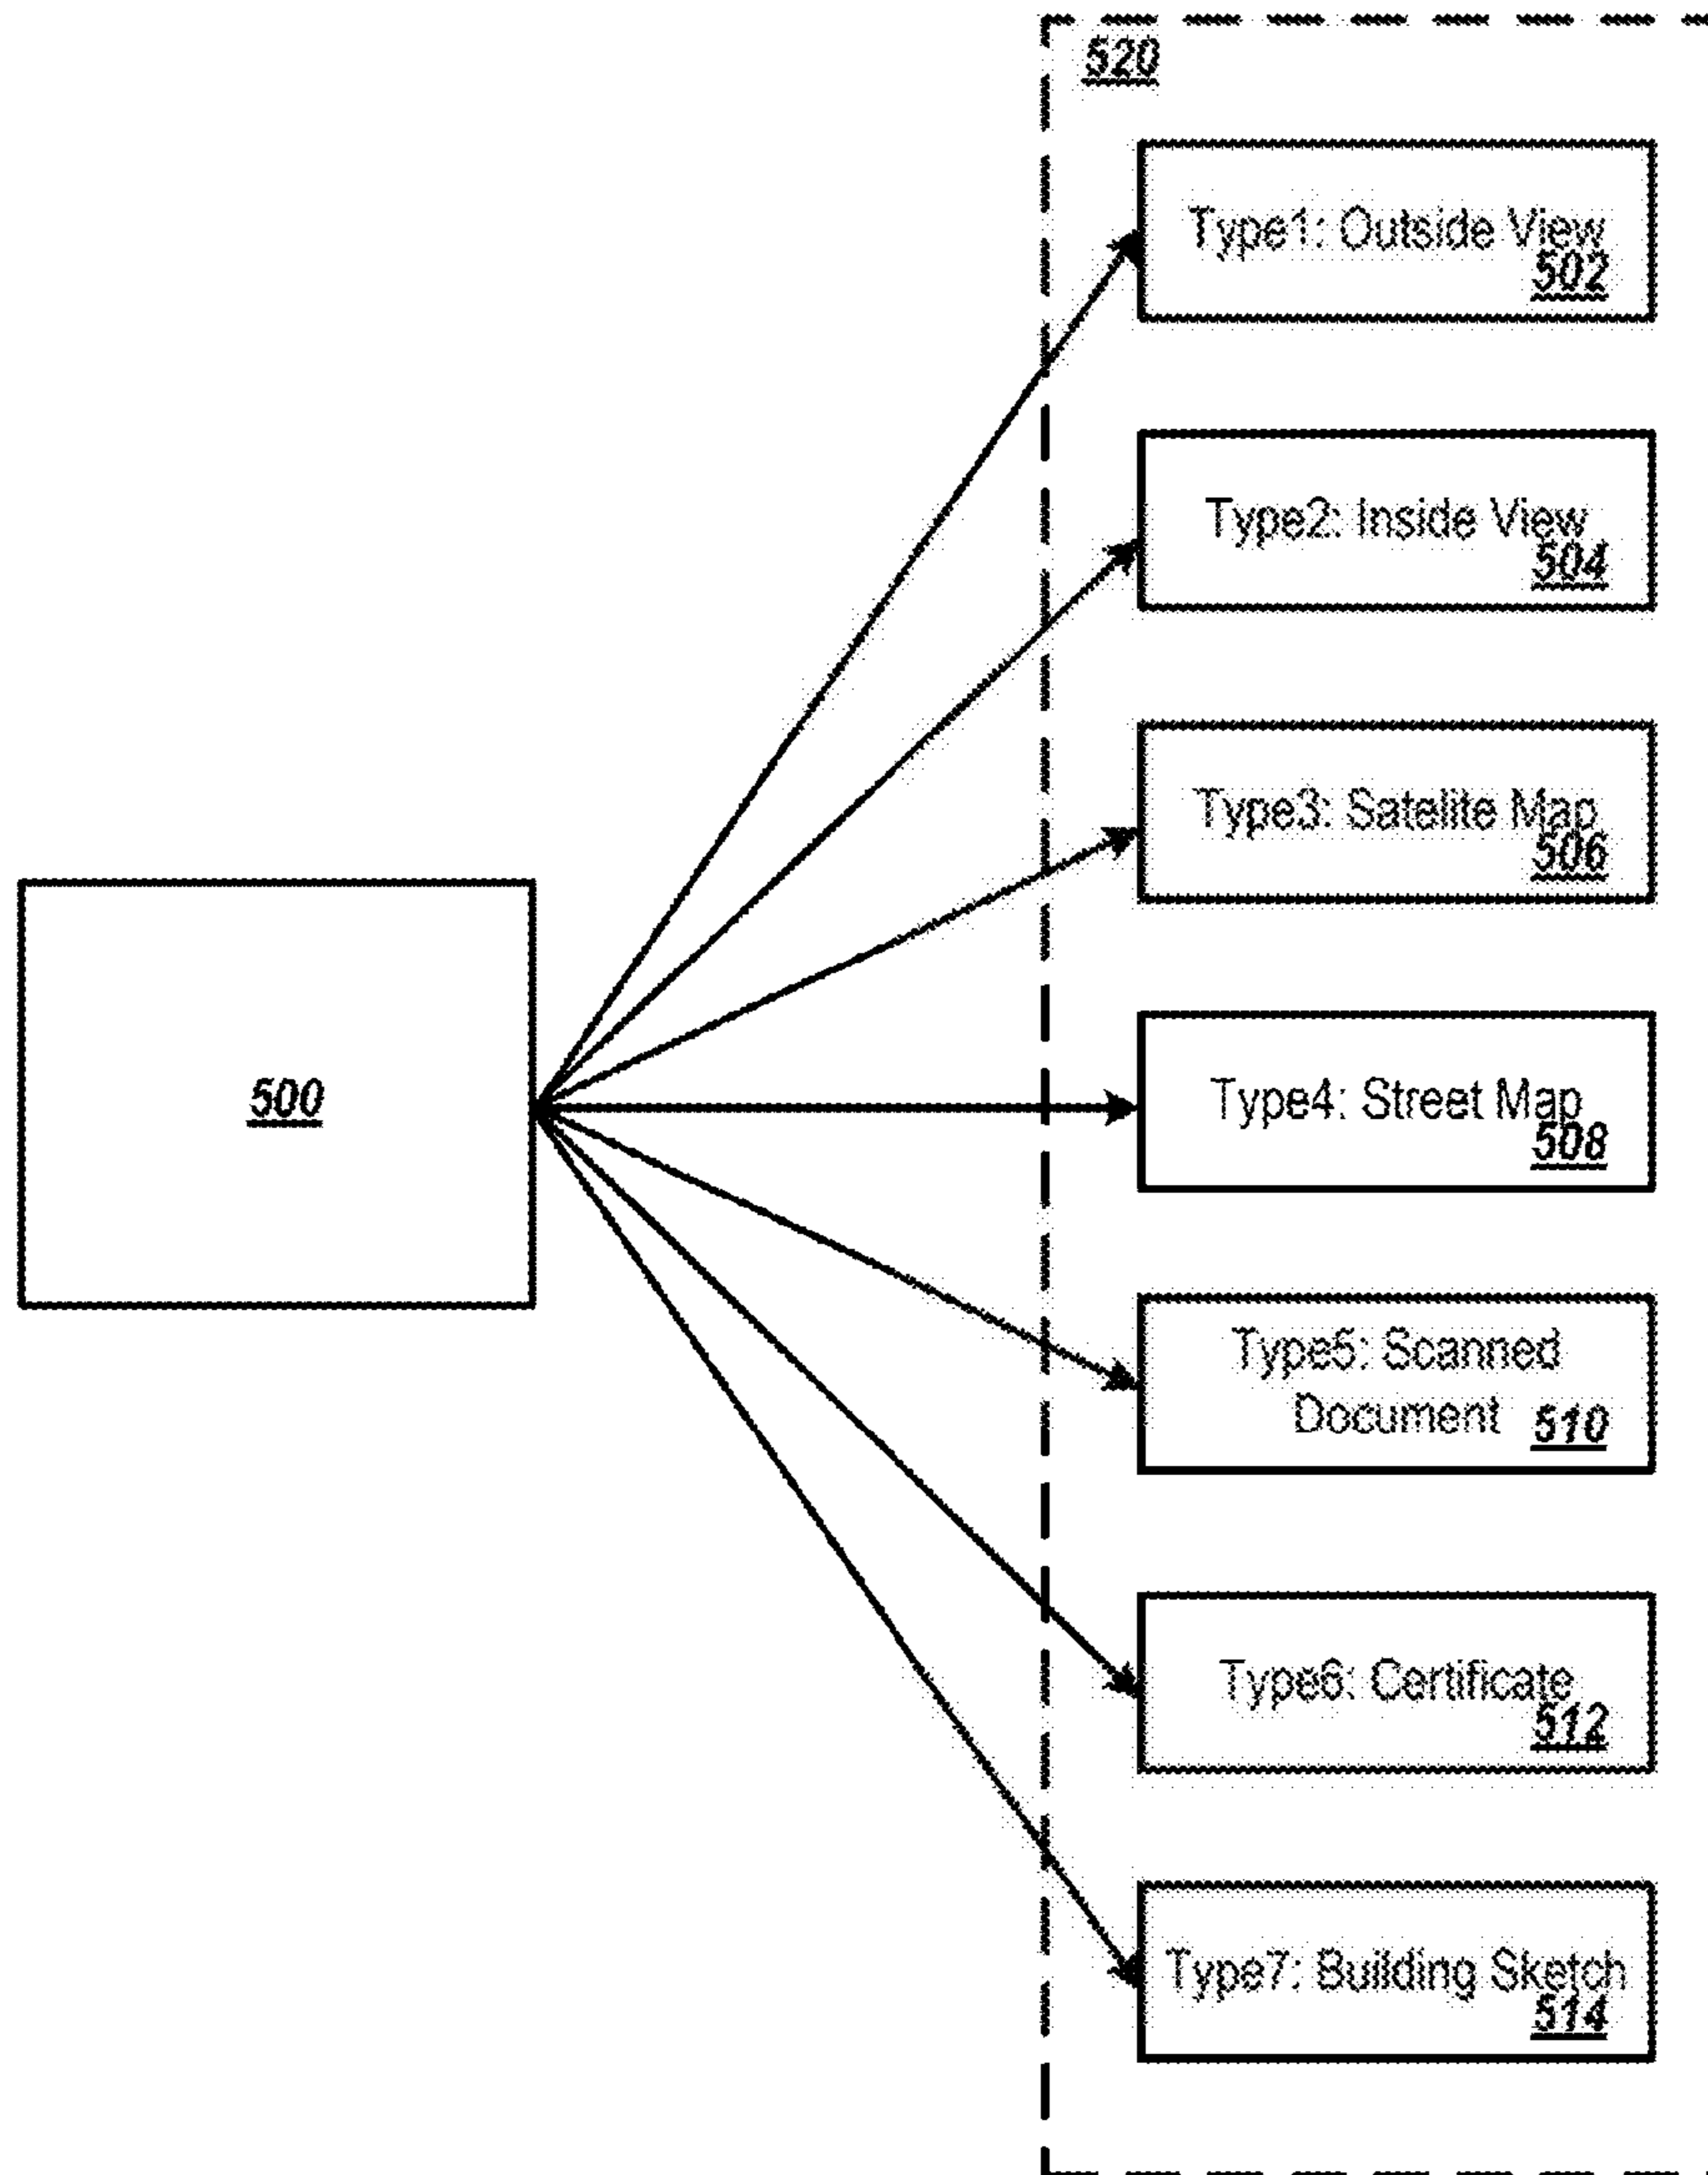 520
Type1: Outside View
502
Type2: Inside View
504
Type3: Satelite Map
506
500
Type4: Street Map
508
Type5: Scanned
Document 510
Type6: Certificate
512
Type7: Building Sketch
514